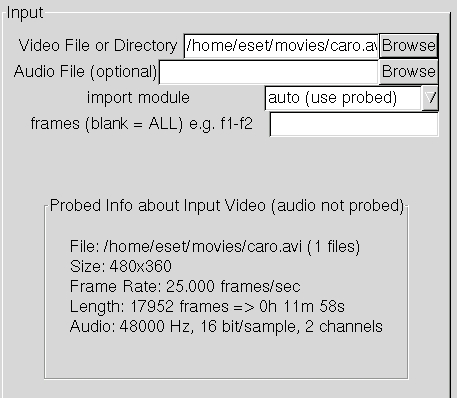 Input
Video File or Directory /home/eset/movies/caro.avi Browse
Audio File (optional) Browse
import module auto (use probed)
frames (blank = ALL) e.g. f1-f2
Probed Info about Input Video (audio not probed)
File: /home/eset/movies/caro.avi (1 files)
Size: 480x360
Frame Rate: 25.000 frames/sec
Length: 17952 frames => 0h 11m 58s
Audio: 48000 Hz, 16 bit/sample, 2 channels